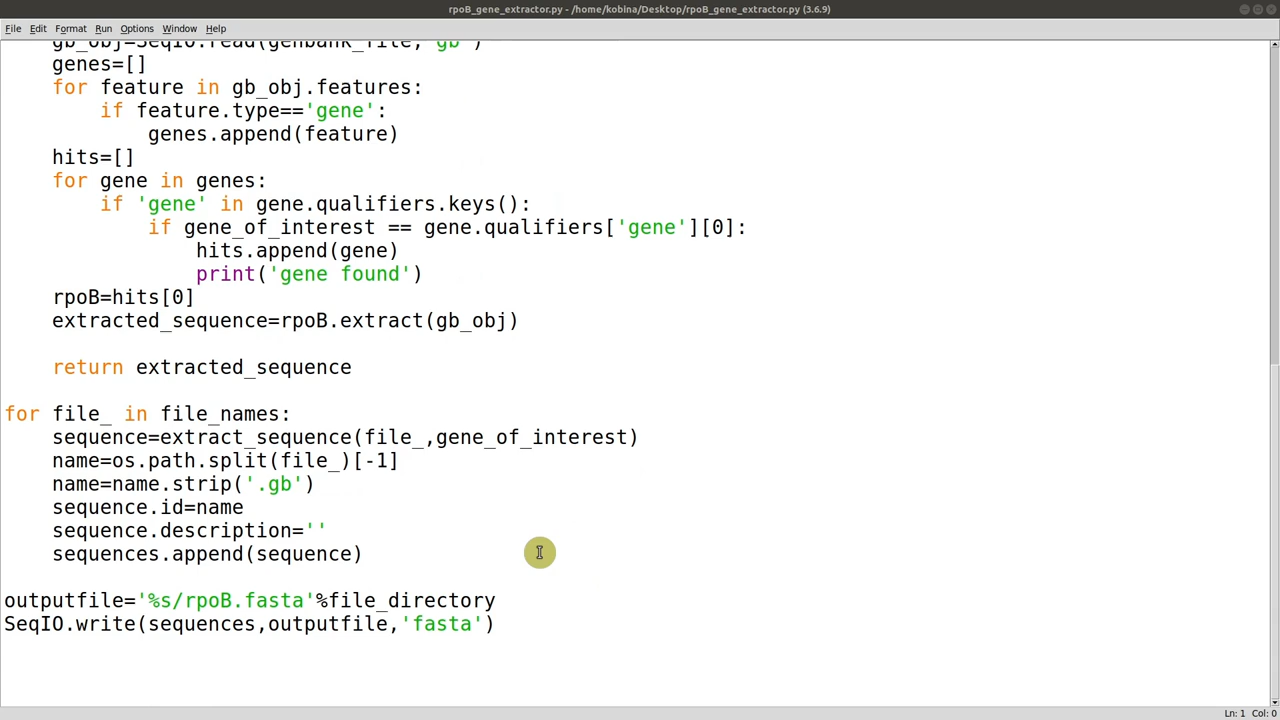 rpoB_gene_extractor.py - /home/kobina/Desktop/rpoB_gene_extractor.py (3.6.9)
File Edit Format Run Options Window Help
gb_obj=SeqIO.read(genbank_file,'gb')
genes=[]
for feature in gb_obj.features:
if feature.type=='gene':
genes.append(feature)
hits=[]
for gene in genes:
if 'gene' in gene.qualifiers.keys():
if gene_of_interest == gene.qualifiers['gene'][0]:
hits.append(gene)
print('gene found')
rpoB=hits[0]
extracted_sequence=rpoB.extract(gb_obj)
return extracted_sequence
for file_ in file_names:
sequence=extract_sequence(file_,gene_of_interest)
name=os.path.split(file_)[-1]
name=name.strip('.gb')
sequence.id=name
sequence.description=''
sequences.append(sequence)
outputfile='%s/rpoB.fasta'%file_directory
SeqIO.write(sequences,outputfile,'fasta')
Ln: 1 Col: 0